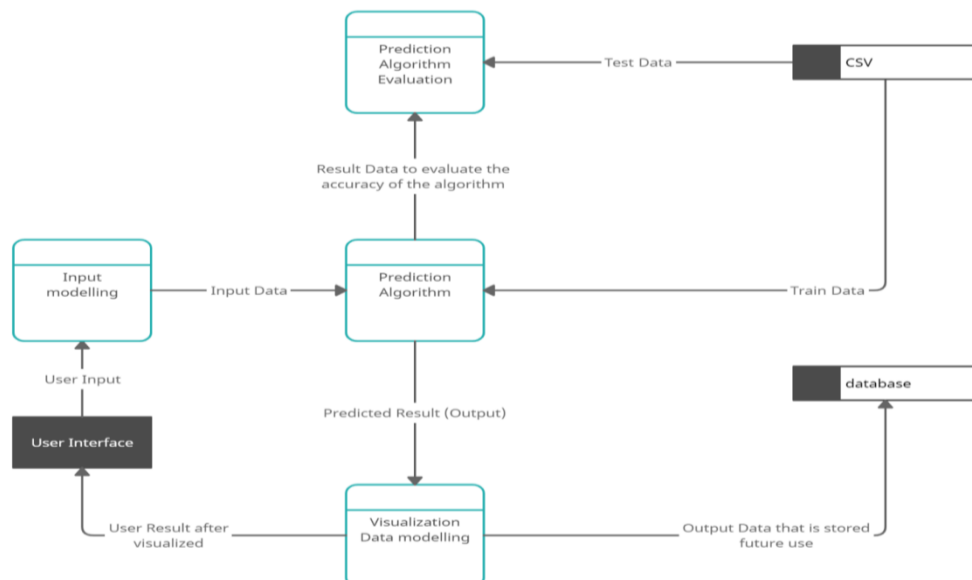 Prediction
Algorithm
Evaluation
Test Data
CSV
Result Data to evaluate the
accuracy of the algorithm
Input
modelling
Input Data
Prediction
Algorithm
Train Data
User Input
database
Predicted Result (Output)
User Interface
User Result after
visualized
Visualization
Data modelling
Output Data that is stored
future use